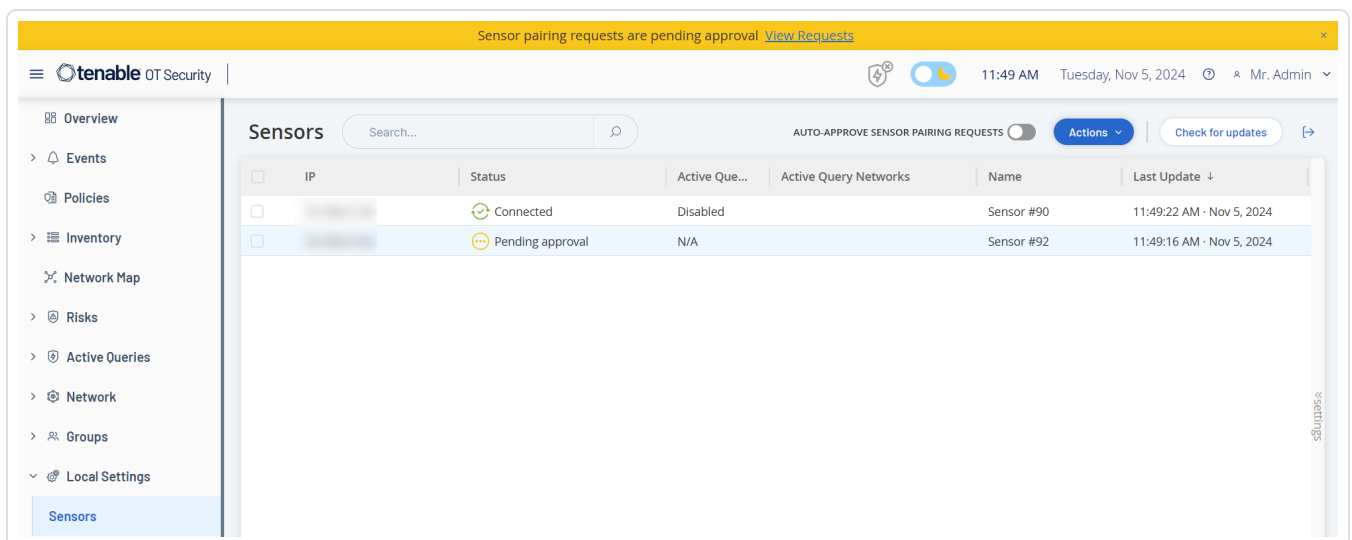 Sensor pairing requests are pending approval View Requests ×
tenable OT Security 11:49 AM Tuesday, Nov 5, 2024 Mr. Admin
Overview
Events
Policies
Inventory
Network Map
Risks
Active Queries
Network
Groups
Local Settings
Sensors
Sensors Search... AUTO-APPROVE SENSOR PAIRING REQUESTS Actions Check for updates
IP Status Active Que... Active Query Networks Name Last Update ↓
Connected Disabled Sensor #90 11:49:22 AM · Nov 5, 2024
Pending approval N/A Sensor #92 11:49:16 AM · Nov 5, 2024
settings